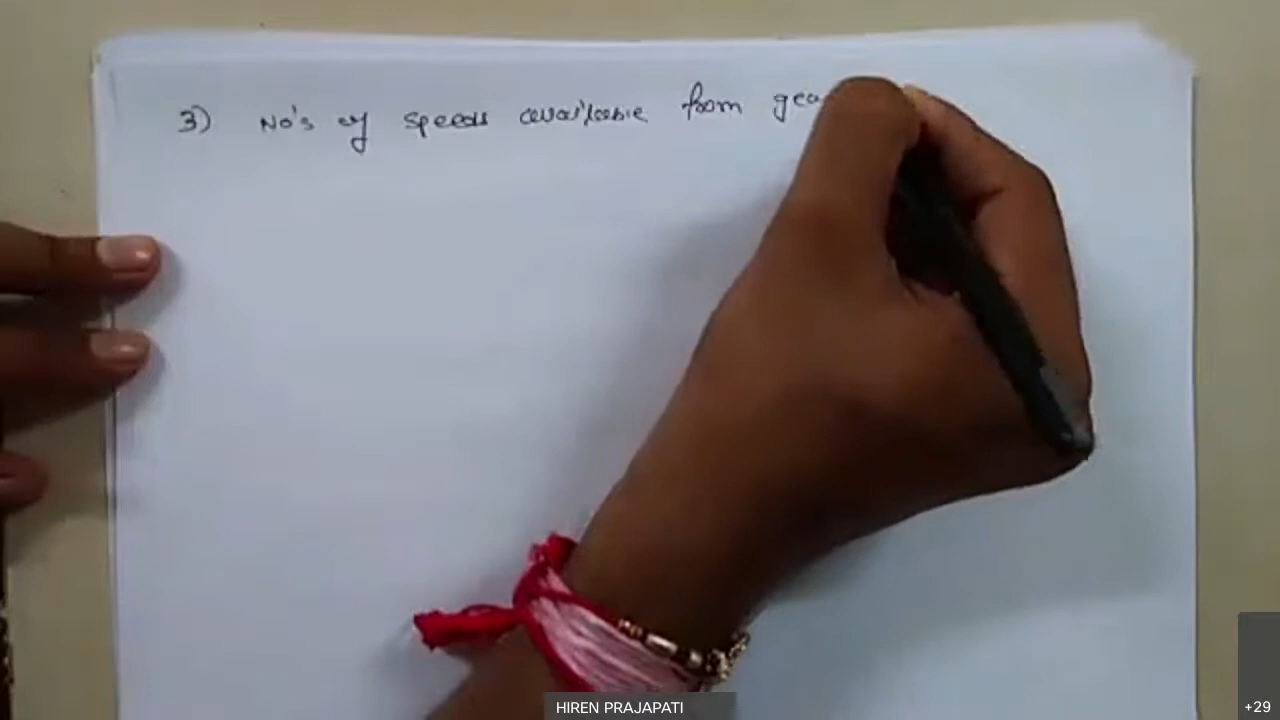 3) No's of speeds available from gea
HIREN PRAJAPATI
+29